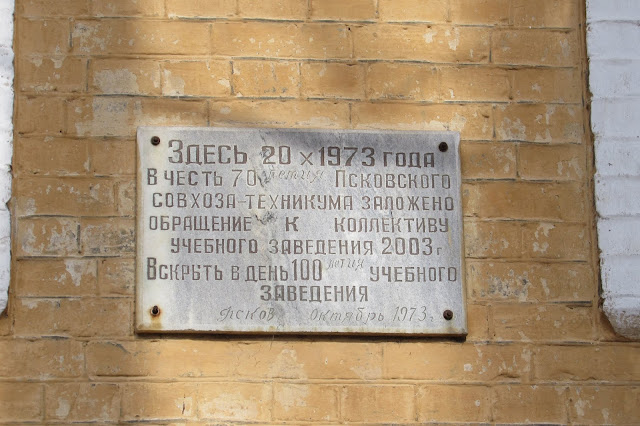 ЗДЕСЬ 20 X 1973 ГОДА
В ЧЕСТЬ 70 летия ПСКОВСКОГО
СОВХОЗА-ТЕХНИКУМА ЗАЛОЖЕНО
ОБРАЩЕНИЕ К КОЛЛЕКТИВУ
УЧЕБНОГО ЗАВЕДЕНИЯ 2003 г
ВСКРЫТЬ В ДЕНЬ 100 летия УЧЕБНОГО
ЗАВЕДЕНИЯ
Псков Октябрь 1973 г.